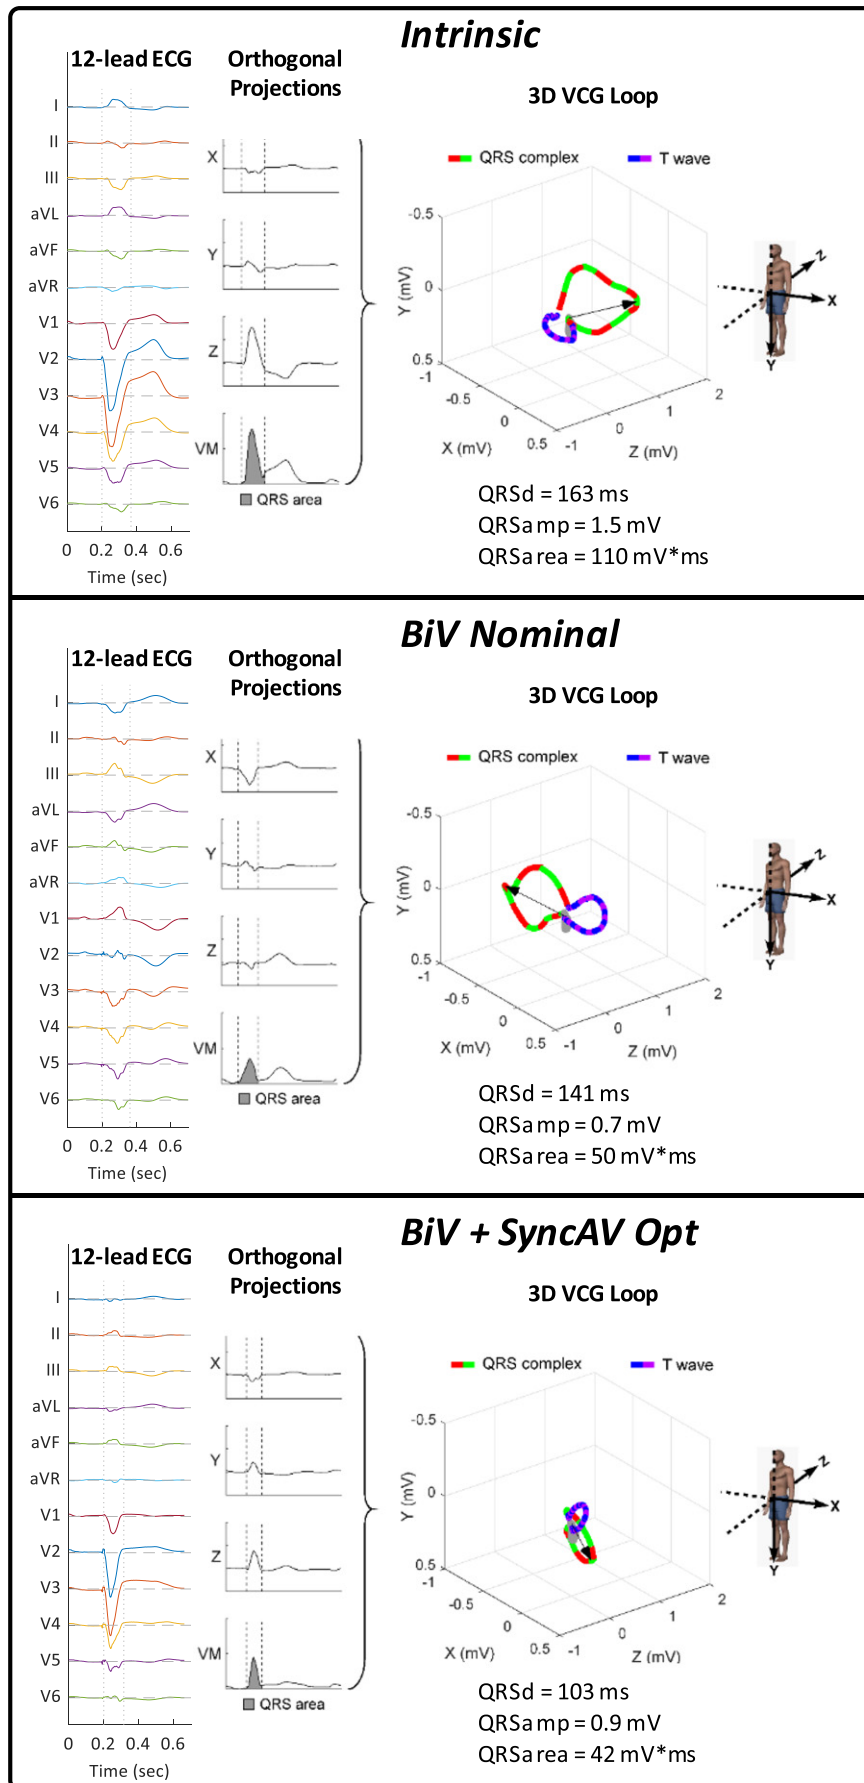 Intrinsic
12-lead ECG
Orthogonal
Projections
3D VCG Loop
I
II
III
aVL
aVF
aVR
V1
V2
V3
V4
V5
V6
0 0.2 0.4 0.6
Time (sec)
X
Y
Z
VM
QRS area
QRS complex T wave
-0.5
0
0.5
Y (mV)
-1
-0.5
0
0.5
X (mV)
-1
0
1
2
Z (mV)
Z
X
Y
QRSd = 163 ms
QRSamp = 1.5 mV
QRSarea = 110 mV*ms
BiV Nominal
12-lead ECG
Orthogonal
Projections
3D VCG Loop
I
II
III
aVL
aVF
aVR
V1
V2
V3
V4
V5
V6
0 0.2 0.4 0.6
Time (sec)
X
Y
Z
VM
QRS area
QRS complex T wave
-0.5
0
0.5
Y (mV)
-1
-0.5
0
0.5
X (mV)
-1
0
1
2
Z (mV)
Z
X
Y
QRSd = 141 ms
QRSamp = 0.7 mV
QRSarea = 50 mV*ms
BiV + SyncAV Opt
12-lead ECG
Orthogonal
Projections
3D VCG Loop
I
II
III
aVL
aVF
aVR
V1
V2
V3
V4
V5
V6
0 0.2 0.4 0.6
Time (sec)
X
Y
Z
VM
QRS area
QRS complex T wave
-0.5
0
0.5
Y (mV)
-1
-0.5
0
0.5
X (mV)
-1
0
1
2
Z (mV)
Z
X
Y
QRSd = 103 ms
QRSamp = 0.9 mV
QRSarea = 42 mV*ms